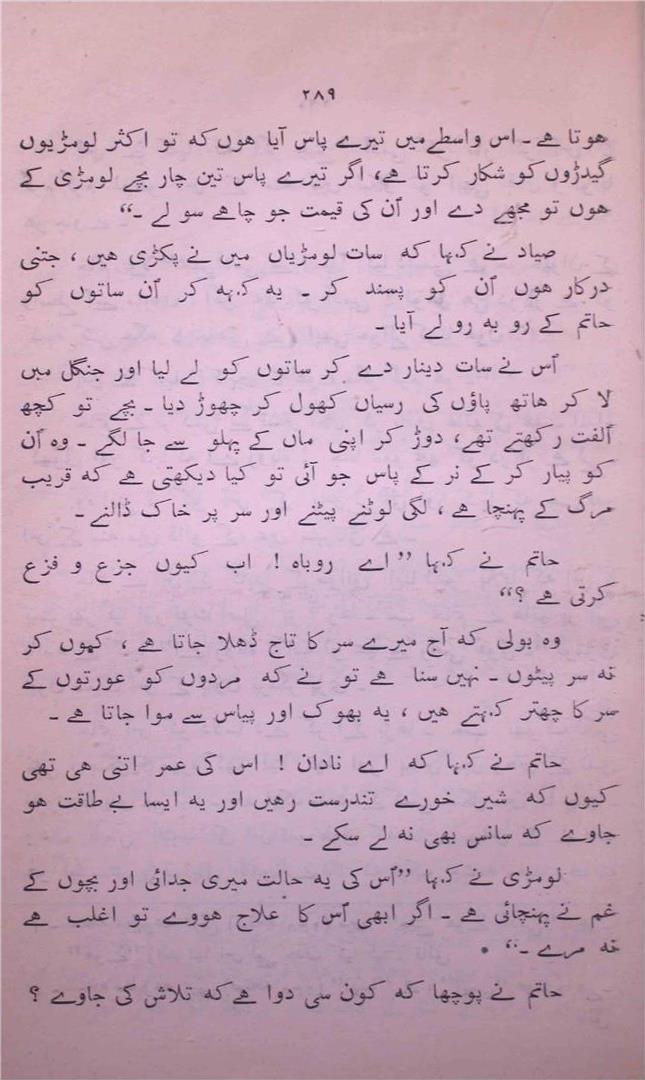 ۲۸۹
ہوتا ہے ۔ اس واسطے میں تیرے پاس آیا ہوں کہ تو اکثر لومڑیوں
گیدڑوں کو شکار کرتا ہے، اگر تیرے پاس تین چار بچے لومڑی کے
ہوں تو مجھے دے اور اُن کی قیمت جو چاہے سو لے ۔“
صیاد نے کہا کہ سات لومڑیاں میں نے پکڑی ہیں ، جتنی
درکار ہوں اُن کو پسند کر ۔ یہ کہہ کر اُن ساتوں کو
حاتم کے رو بہ رو لے آیا ۔
اُس نے سات دینار دے کر ساتوں کو لے لیا اور جنگل میں
لا کر ہاتھ پاؤں کی رسیاں کھول کر چھوڑ دیا ۔ بچے تو کچھ
اُلفت رکھتے تھے، دوڑ کر اپنی ماں کے پہلو سے جا لگے ۔ وہ اُن
کو پیار کر کے نر کے پاس جو آئی تو کیا دیکھتی ہے کہ قریب
مرگ کے پہنچا ہے ، لگی لوٹنے پیٹنے اور سر پر خاک ڈالنے ۔
حاتم نے کہا ”اے روباہ ! اب کیوں جزع و فزع
کرتی ہے ؟“
وہ بولی کہ آج میرے سر کا تاج ڈھلا جاتا ہے ، کیوں کر
نہ سر پیٹوں ۔ نہیں سنا ہے تو نے کہ مردوں کو عورتوں کے
سر کا چھتر کہتے ہیں ، یہ بھوک اور پیاس سے موا جاتا ہے ۔
حاتم نے کہا کہ اے نادان ! اس کی عمر اتنی ہی تھی
کیوں کہ شیر خورے تندرست رہیں اور یہ ایسا بے طاقت ہو
جاوے کہ سانس بھی نہ لے سکے ۔
لومڑی نے کہا ”اُس کی یہ حالت میری جدائی اور بچوں کے
غم نے پہنچائی ہے ۔ اگر ابھی اُس کا علاج ہووے تو اغلب ہے
نہ مرے ۔“
حاتم نے پوچھا کہ کون سی دوا ہے کہ تلاش کی جاوے ؟